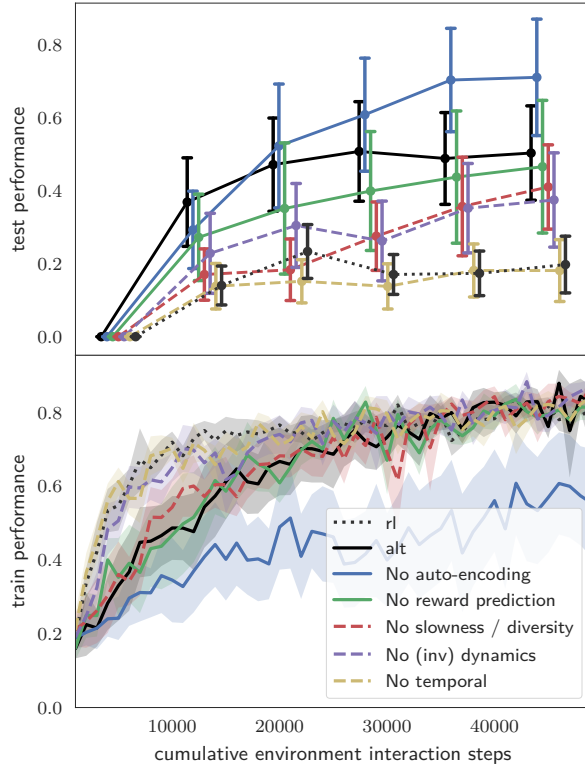 0.8
0.6
0.4
0.2
0.0
test performance
0.8
0.6
0.4
0.2
0.0
train performance
rl
alt
No auto-encoding
No reward prediction
No slowness / diversity
No (inv) dynamics
No temporal
10000 20000 30000 40000
cumulative environment interaction steps